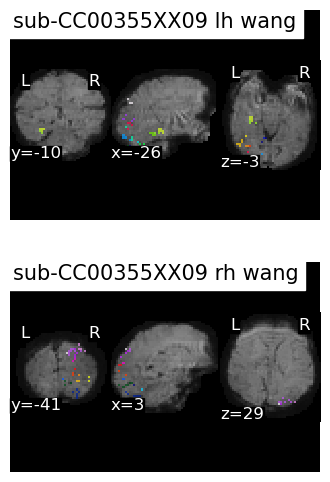 sub-CC00355XX09 lh wang
L R L R
y=-10 x=-26 z=-3
sub-CC00355XX09 rh wang
L R L R
y=-41 x=3 z=29